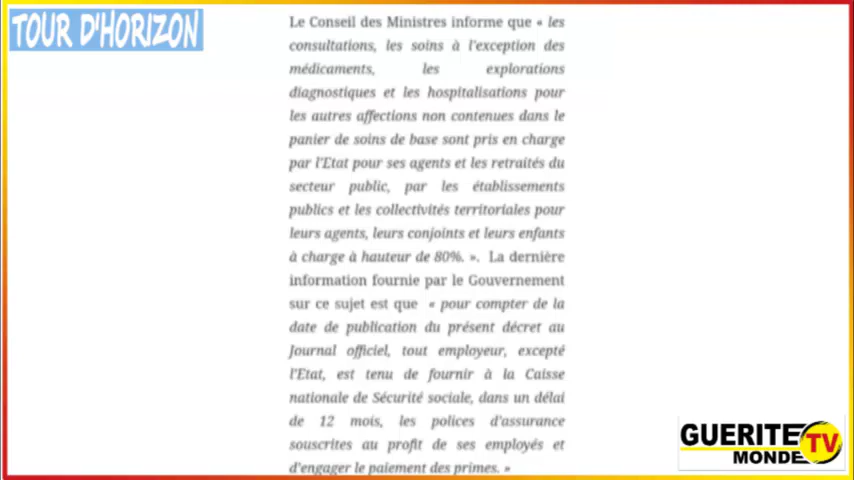 TOUR D'HORIZON
Le Conseil des Ministres informe que « les
consultations, les soins à l'exception des
médicaments, les explorations
diagnostiques et les hospitalisations pour
les autres affections non contenues dans le
panier de soins de base sont pris en charge
par l'Etat pour ses agents et les retraités du
secteur public, par les établissements
publics et les collectivités territoriales pour
leurs agents, leurs conjoints et leurs enfants
à charge à hauteur de 80%. ». La dernière
information fournie par le Gouvernement
sur ce sujet est que « pour compter de la
date de publication du présent décret au
Journal officiel, tout employeur, excepté
l'Etat, est tenu de fournir à la Caisse
nationale de Sécurité sociale, dans un délai
de 12 mois, les polices d'assurance
souscrites au profit de ses employés et
d'engager le paiement des primes. »
GUERITE TV
MONDE